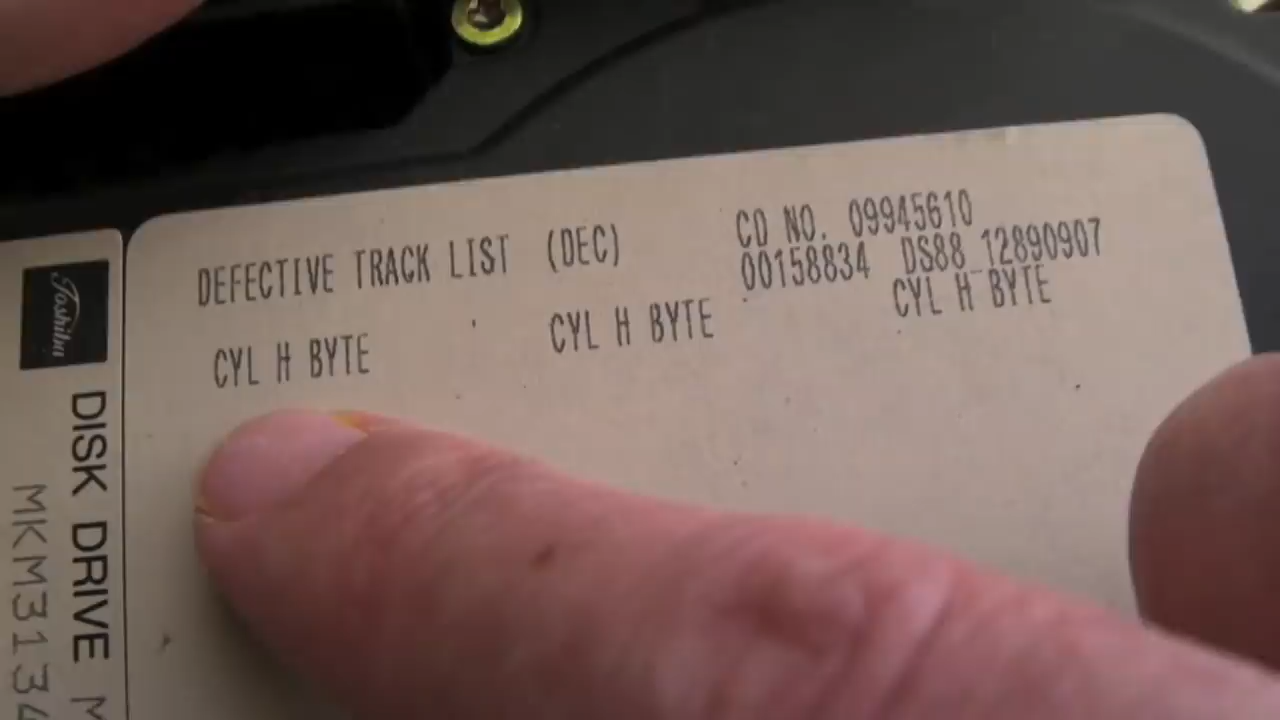 DEFECTIVE TRACK LIST (DEC)
CD NO. 09945610
00158834 DS88 12890907
CYL H BYTE CYL H BYTE CYL H BYTE
Toshiba
DISK DRIVE
MKM3134